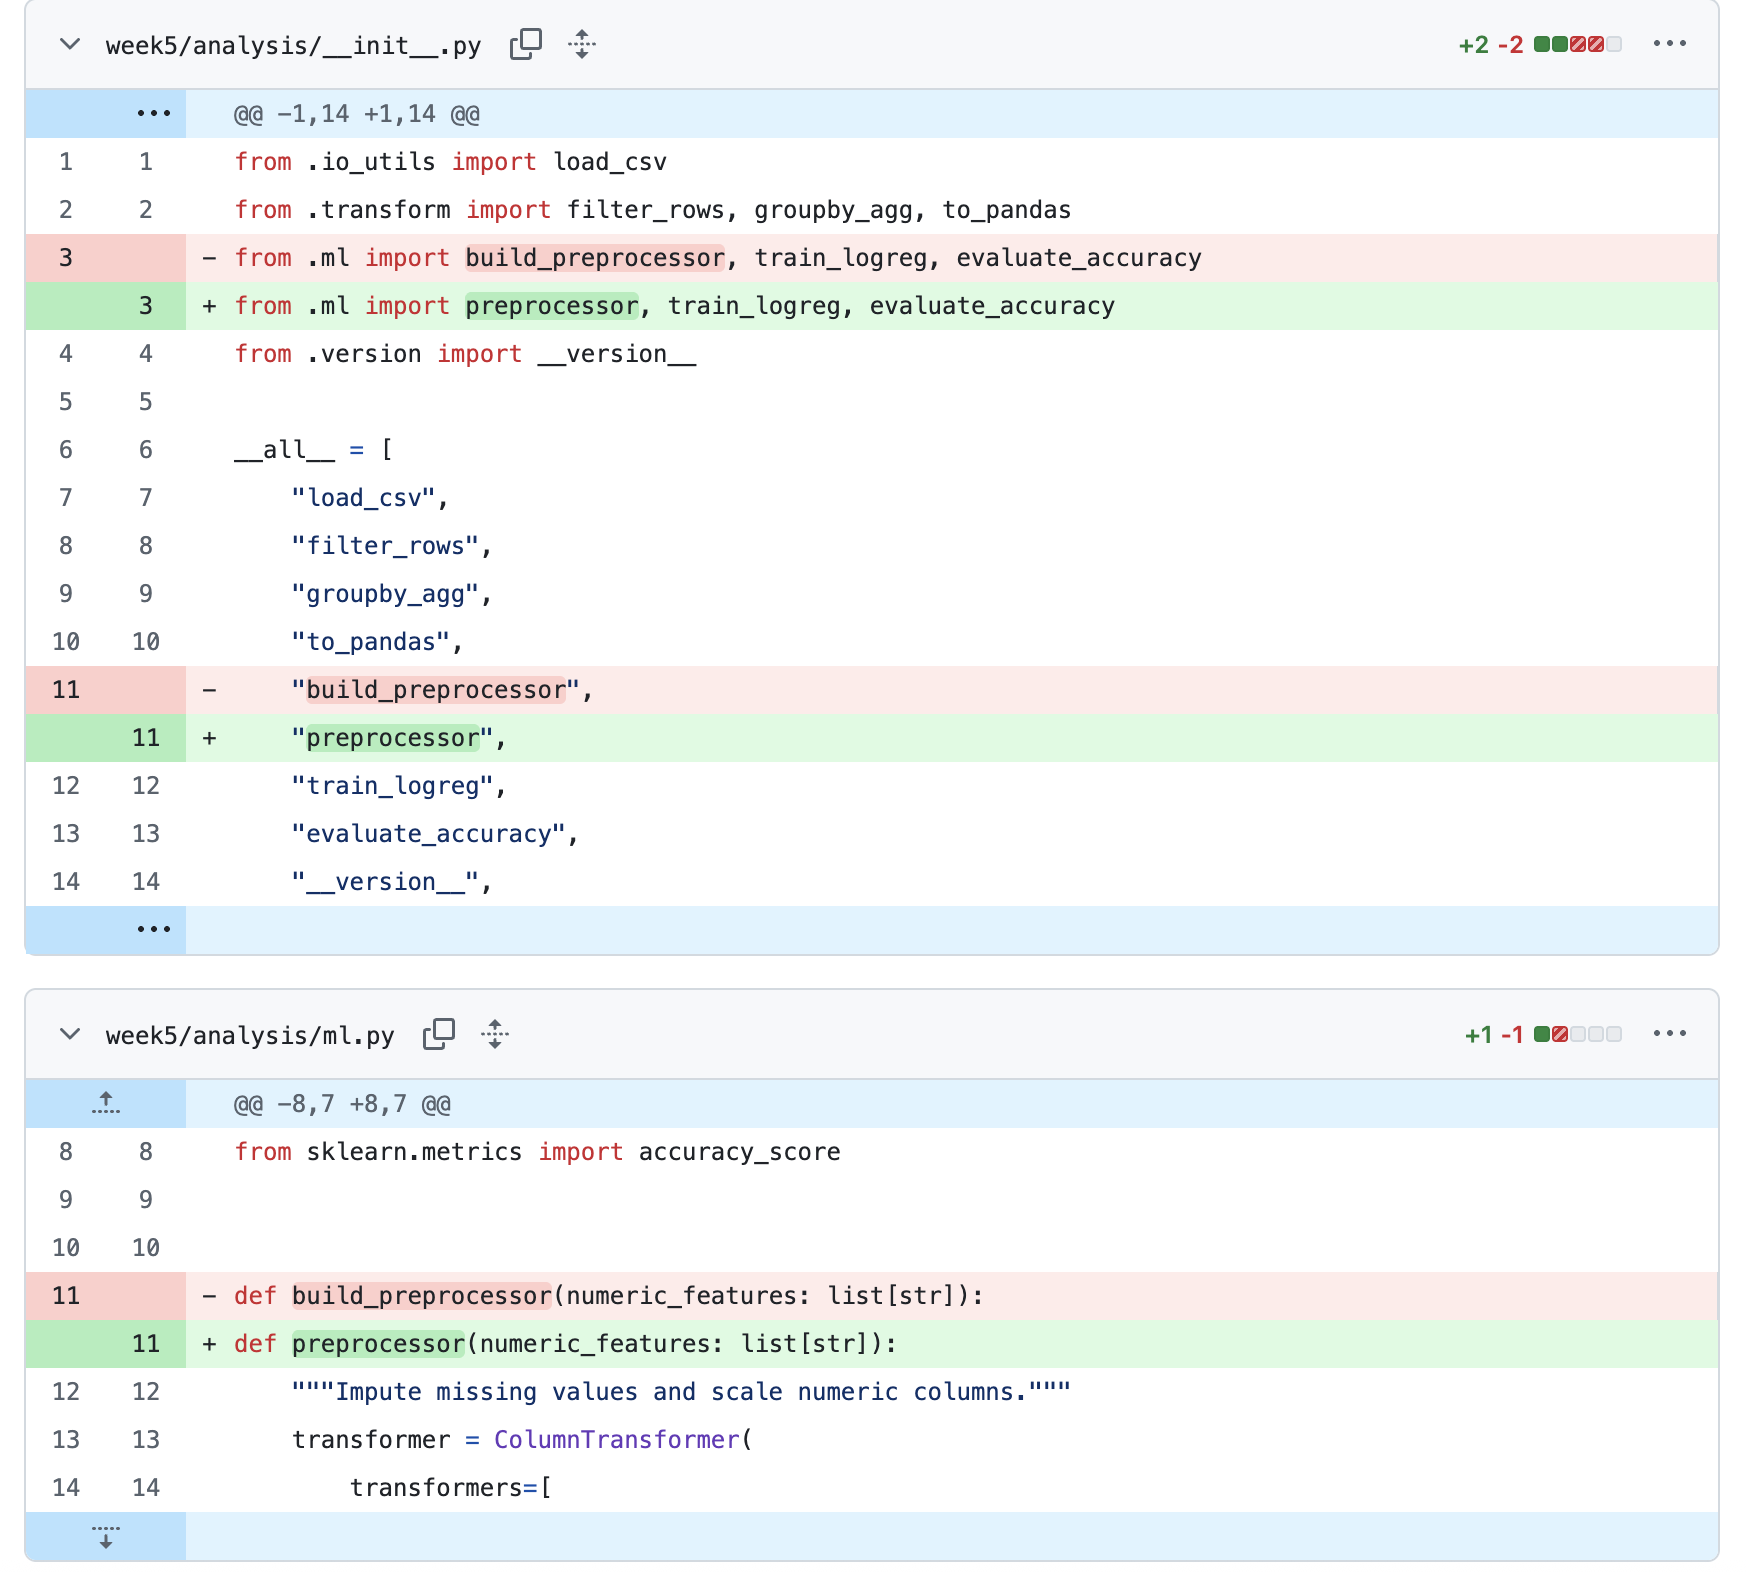 week5/analysis/__init__.py +2 -2
@@ -1,14 +1,14 @@
1 1 from .io_utils import load_csv
2 2 from .transform import filter_rows, groupby_agg, to_pandas
3 - from .ml import build_preprocessor, train_logreg, evaluate_accuracy
3 + from .ml import preprocessor, train_logreg, evaluate_accuracy
4 4 from .version import __version__
5 5
6 6 __all__ = [
7 7 "load_csv",
8 8 "filter_rows",
9 9 "groupby_agg",
10 10 "to_pandas",
11 - "build_preprocessor",
11 + "preprocessor",
12 12 "train_logreg",
13 13 "evaluate_accuracy",
14 14 "__version__",
week5/analysis/ml.py +1 -1
@@ -8,7 +8,7 @@
8 8 from sklearn.metrics import accuracy_score
9 9
10 10
11 - def build_preprocessor(numeric_features: list[str]):
11 + def preprocessor(numeric_features: list[str]):
12 12 """Impute missing values and scale numeric columns."""
13 13 transformer = ColumnTransformer(
14 14 transformers=[